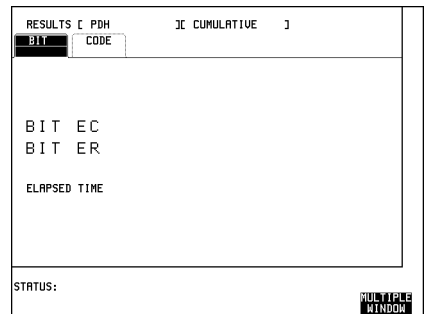 RESULTS [ PDH ][ CUMULATIVE ]
BIT CODE
BIT EC
BIT ER
ELAPSED TIME
STATUS:
MULTIPLE
WINDOW